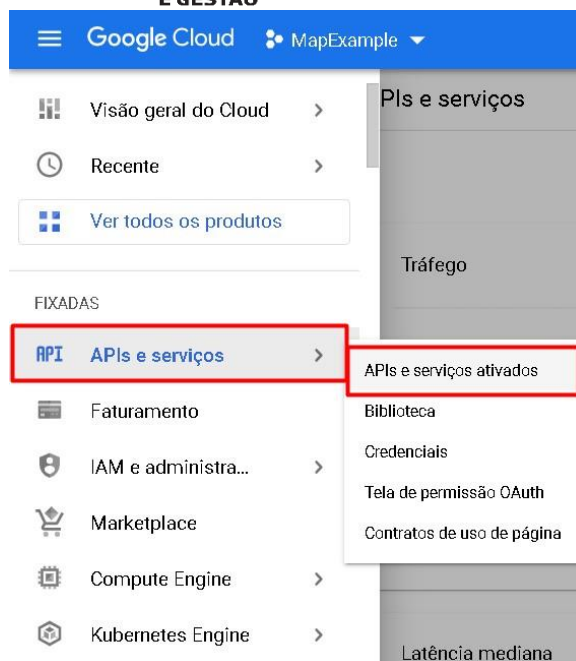 E GESTÃO
Google Cloud MapExample
Visão geral do Cloud
PIs e serviços
Recente
Ver todos os produtos
Tráfego
FIXADAS
API APIs e serviços
APIs e serviços ativados
Faturamento
Biblioteca
Credenciais
IAM e administra...
Tela de permissão OAuth
Marketplace
Contratos de uso de página
Compute Engine
Kubernetes Engine
Latência mediana